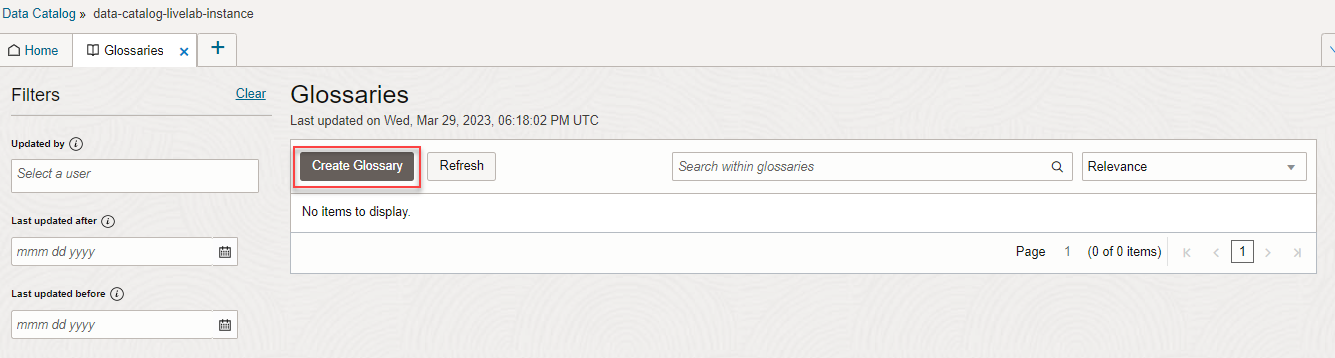 Data Catalog » data-catalog-livelab-instance
Home Glossaries × +
Filters Clear
Updated by i
Select a user
Last updated after i
mmm dd yyyy
Last updated before i
mmm dd yyyy
Glossaries
Last updated on Wed, Mar 29, 2023, 06:18:02 PM UTC
Create Glossary Refresh Search within glossaries Relevance
No items to display.
Page 1 (0 of 0 items) 1